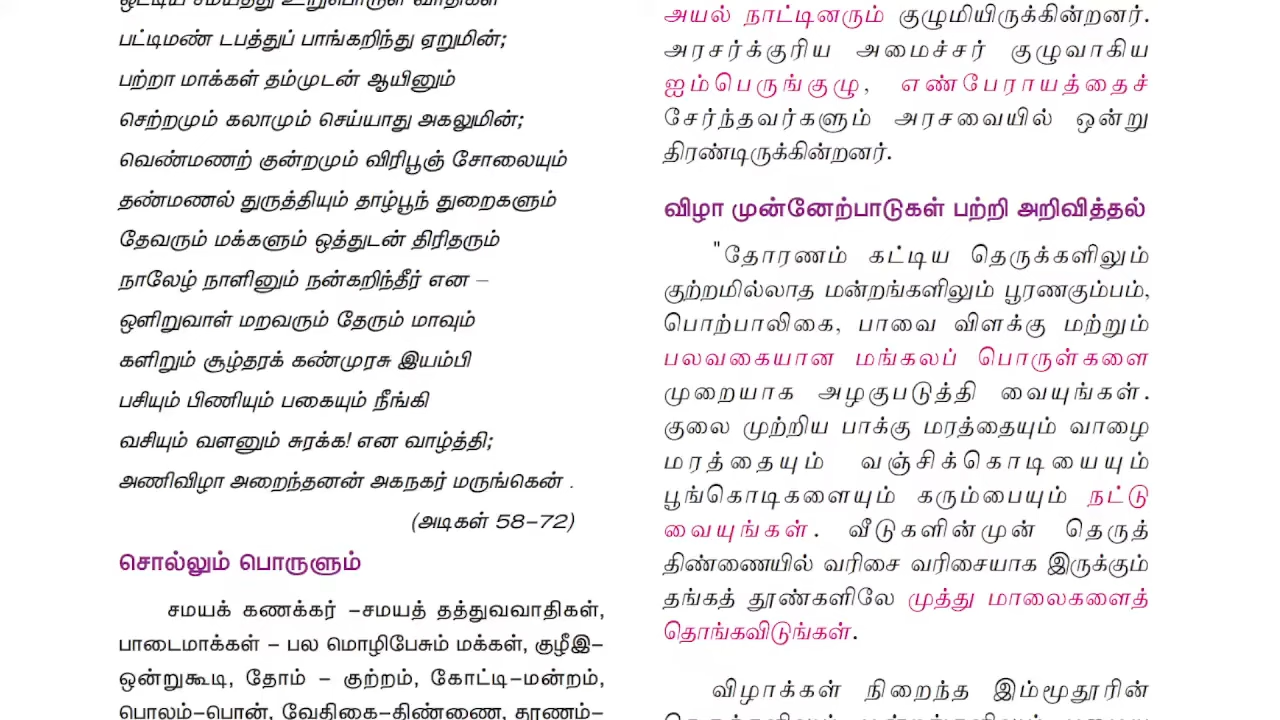 ஒட்டிய சமயத்து உறுபொருள் வாதிகள்
பட்டிமண் டபத்துப் பாங்கறிந்து ஏறுமின்;
பற்றா மாக்கள் தம்முடன் ஆயினும்
செற்றமும் கலாமும் செய்யாது அகலுமின்;
வெண்மணற் குன்றமும் விரிபூஞ் சோலையும்
தண்மணல் துருத்தியும் தாழ்பூந் துறைகளும்
தேவரும் மக்களும் ஒத்துடன் திரிதரும்
நாலேழ் நாளினும் நன்கறிந்தீர் என –
ஒளிறுவாள் மறவரும் தேரும் மாவும்
களிறும் சூழ்தரக் கண்முரசு இயம்பி
பசியும் பிணியும் பகையும் நீங்கி
வசியும் வளனும் சுரக்க! என வாழ்த்தி;
அணிவிழா அறைந்தனன் அகநகர் மருங்கென் .
(அடிகள் 58–72)
சொல்லும் பொருளும்
சமயக் கணக்கர் –சமயத் தத்துவவாதிகள்,
பாடைமாக்கள் – பல மொழிபேசும் மக்கள், குழீஇ–
ஒன்றுகூடி, தோம் – குற்றம், கோட்டி–மன்றம்,
பொலம்–பொன், வேதிகை–திண்ணை, தூணம்–
அயல் நாட்டினரும் குழுமியிருக்கின்றனர்.
அரசர்க்குரிய அமைச்சர் குழுவாகிய
ஐம்பெருங்குழு, எண்பேராயத்தைச்
சேர்ந்தவர்களும் அரசவையில் ஒன்று
திரண்டிருக்கின்றனர்.
விழா முன்னேற்பாடுகள் பற்றி அறிவித்தல்
"தோரணம் கட்டிய தெருக்களிலும்
குற்றமில்லாத மன்றங்களிலும் பூரணகும்பம்,
பொற்பாலிகை, பாவை விளக்கு மற்றும்
பலவகையான மங்கலப் பொருள்களை
முறையாக அழகுபடுத்தி வையுங்கள்.
குலை முற்றிய பாக்கு மரத்தையும் வாழை
மரத்தையும் வஞ்சிக்கொடியையும்
பூங்கொடிகளையும் கரும்பையும் நட்டு
வையுங்கள். வீடுகளின்முன் தெருத்
திண்ணையில் வரிசை வரிசையாக இருக்கும்
தங்கத் தூண்களிலே முத்து மாலைகளைத்
தொங்கவிடுங்கள்.
விழாக்கள் நிறைந்த இம்மூதூரின்